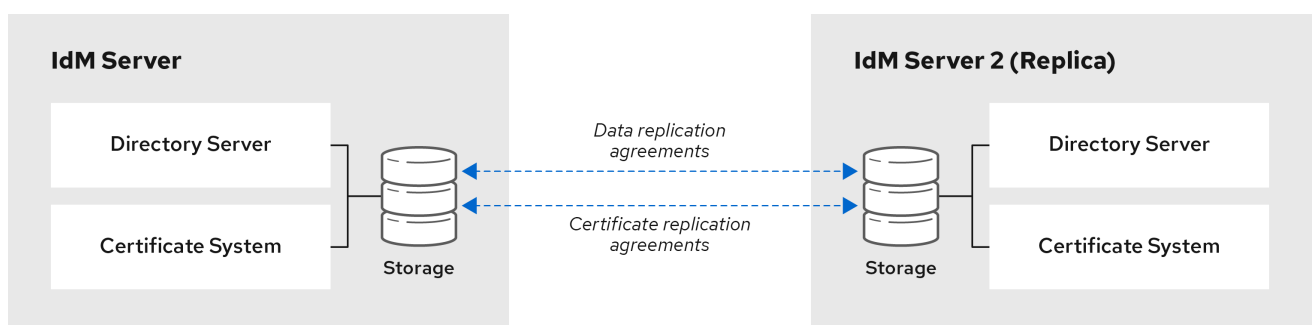 IdM Server
Directory Server
Certificate System
Storage
Data replication
agreements
Certificate replication
agreements
IdM Server 2 (Replica)
Storage
Directory Server
Certificate System